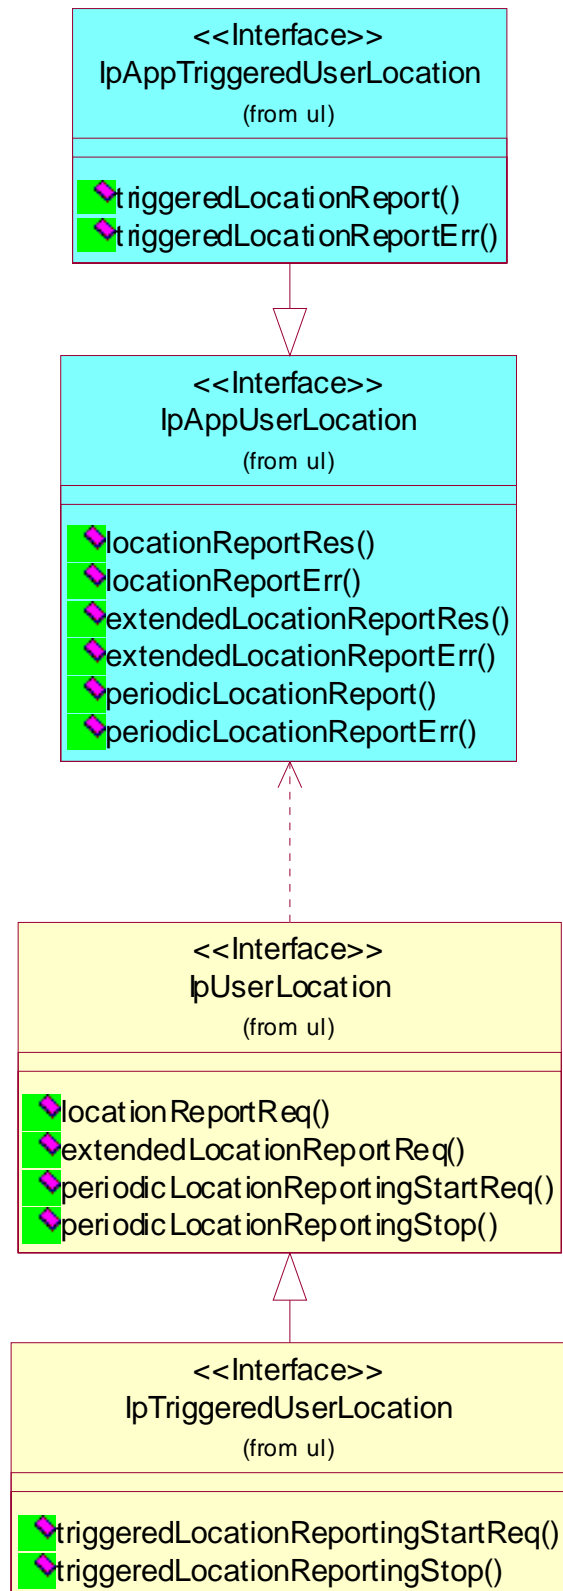 <<Interface>>
IpAppTriggeredUserLocation
(from ul)
triggeredLocationReport()
triggeredLocationReportErr()
<<Interface>>
IpAppUserLocation
(from ul)
locationReportRes()
locationReportErr()
extendedLocationReportRes()
extendedLocationReportErr()
periodicLocationReport()
periodicLocationReportErr()
<<Interface>>
IpUserLocation
(from ul)
locationReportReq()
extendedLocationReportReq()
periodicLocationReportingStartReq()
periodicLocationReportingStop()
<<Interface>>
IpTriggeredUserLocation
(from ul)
triggeredLocationReportingStartReq()
triggeredLocationReportingStop()